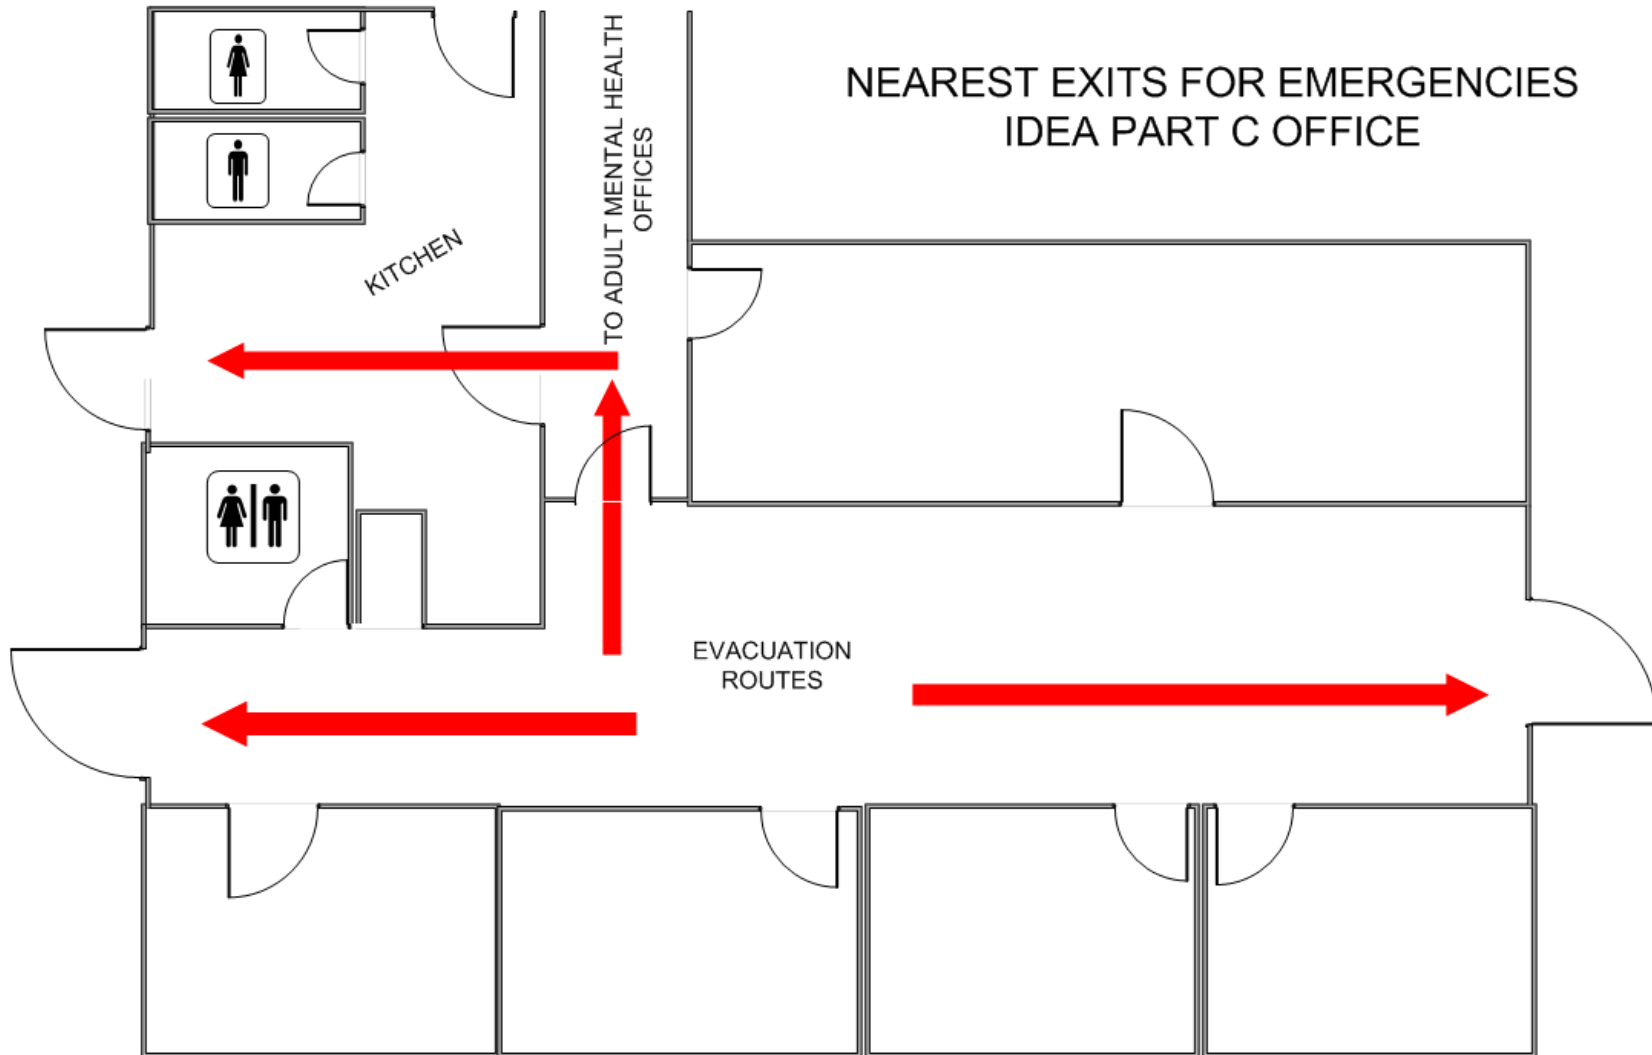 NEAREST EXITS FOR EMERGENCIES
IDEA PART C OFFICE
TO ADULT MENTAL HEALTH
OFFICES
KITCHEN
EVACUATION
ROUTES